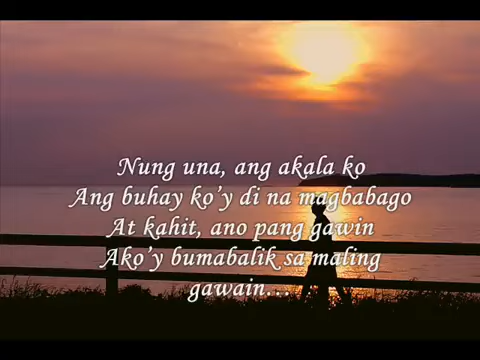 Nung una, ang akala ko
Ang buhay ko'y di na magbabago
At kahit, ano pang gawin
Ako'y bumabalik sa maling
gawain....